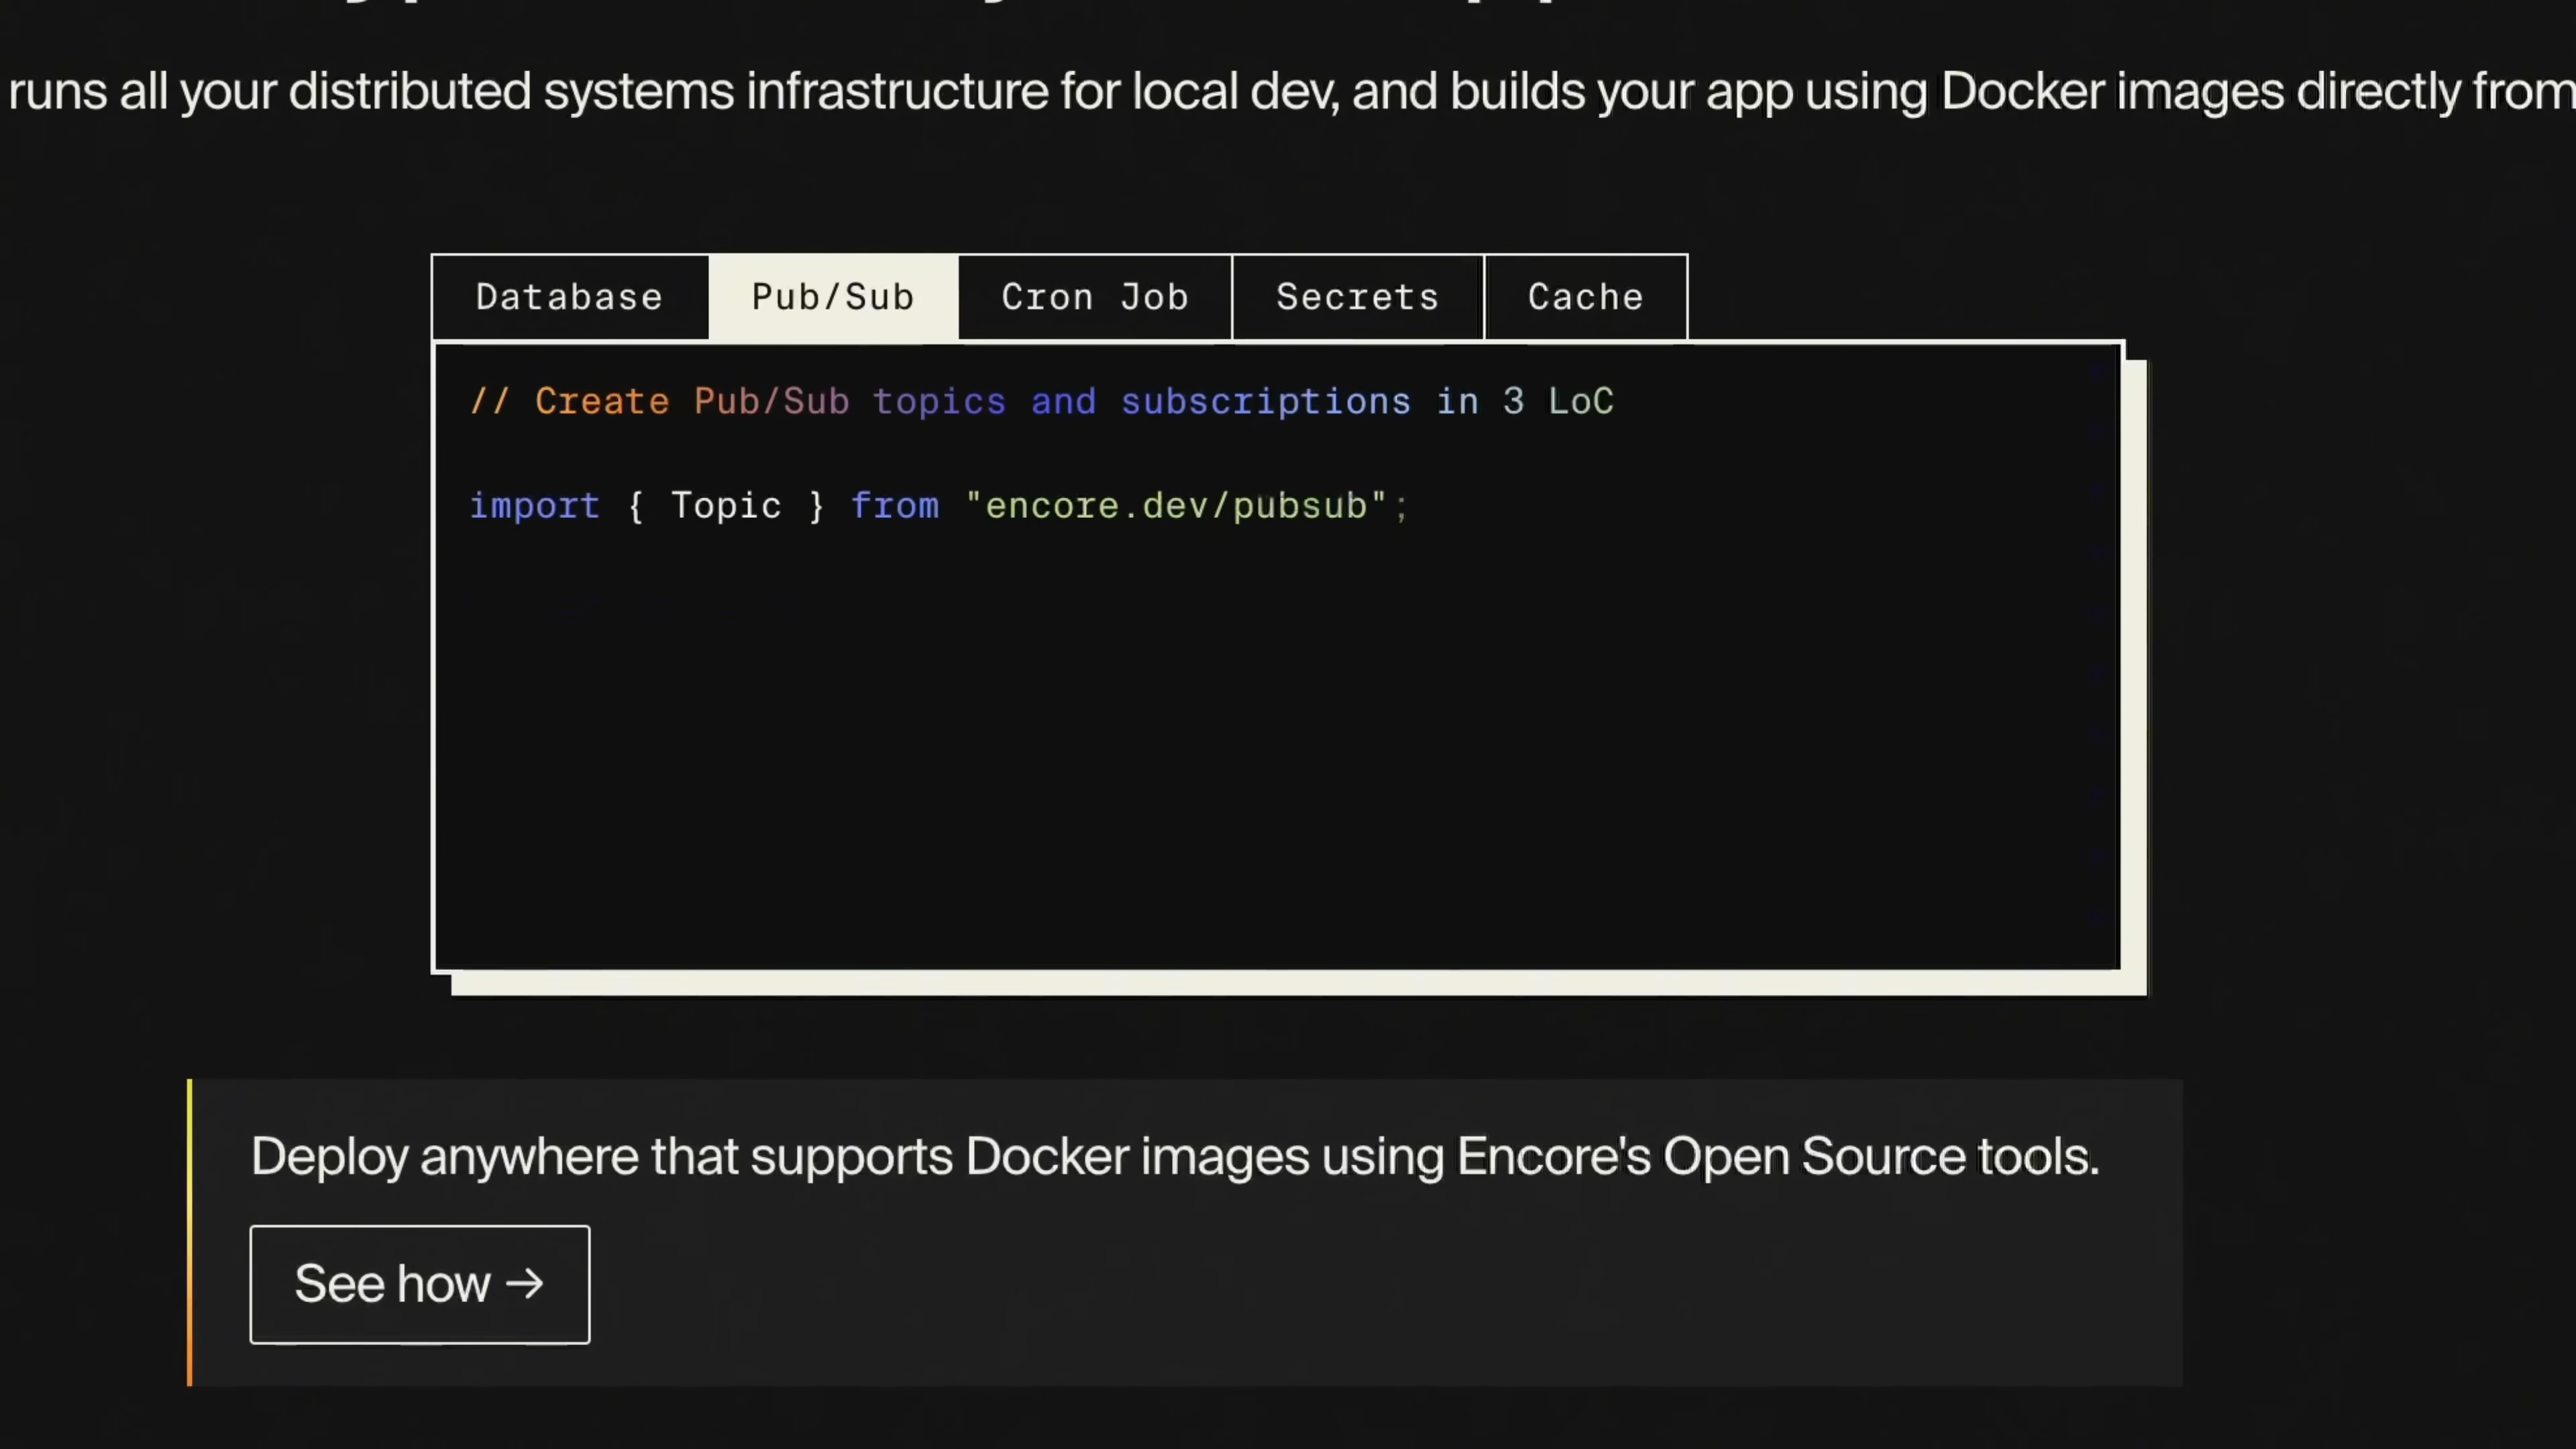 runs all your distributed systems infrastructure for local dev, and builds your app using Docker images directly from
Database Pub/Sub Cron Job Secrets Cache
// Create Pub/Sub topics and subscriptions in 3 LoC
import { Topic } from "encore.dev/pubsub";
Deploy anywhere that supports Docker images using Encore's Open Source tools.
See how →